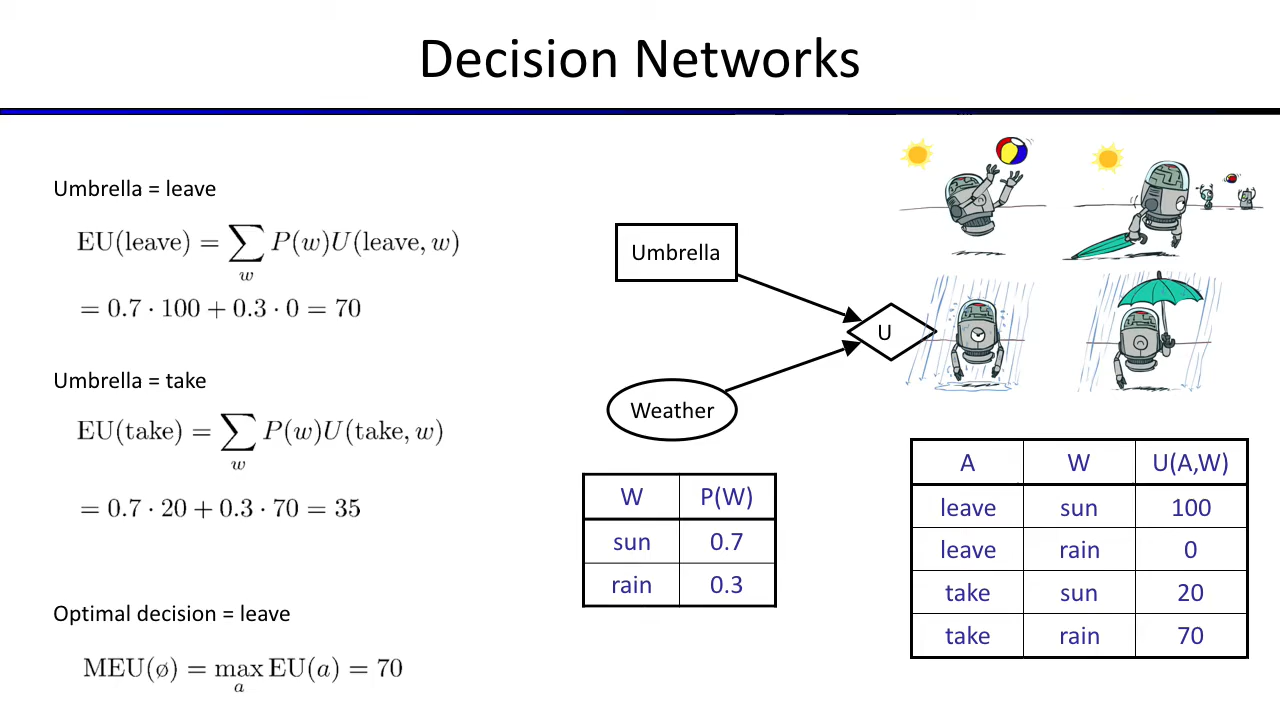 Decision Networks
Umbrella = leave
EU(leave) = ∑ P(w)U(leave, w)
w
= 0.7 · 100 + 0.3 · 0 = 70
Umbrella = take
EU(take) = ∑ P(w)U(take, w)
w
= 0.7 · 20 + 0.3 · 70 = 35
Optimal decision = leave
MEU(ø) = max EU(a) = 70
a
Umbrella
U
Weather
W P(W)
sun 0.7
rain 0.3
A W U(A,W)
leave sun 100
leave rain 0
take sun 20
take rain 70